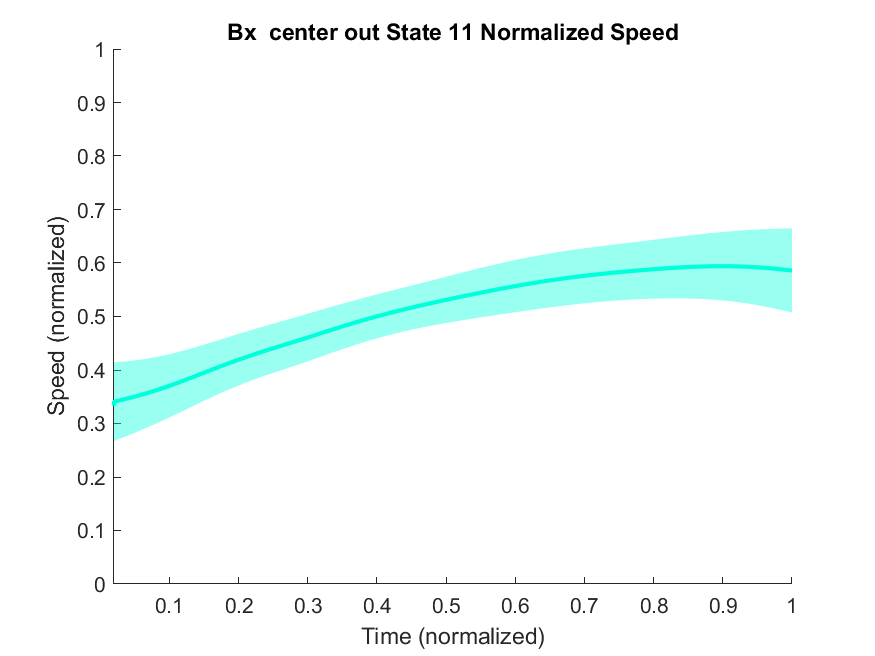 Bx  center out State 11 Normalized Speed
1
0.9
0.8
0.7
0.6
0.5
0.4
0.3
0.2
0.1
0
Speed (normalized)
0.1 0.2 0.3 0.4 0.5 0.6 0.7 0.8 0.9 1
Time (normalized)